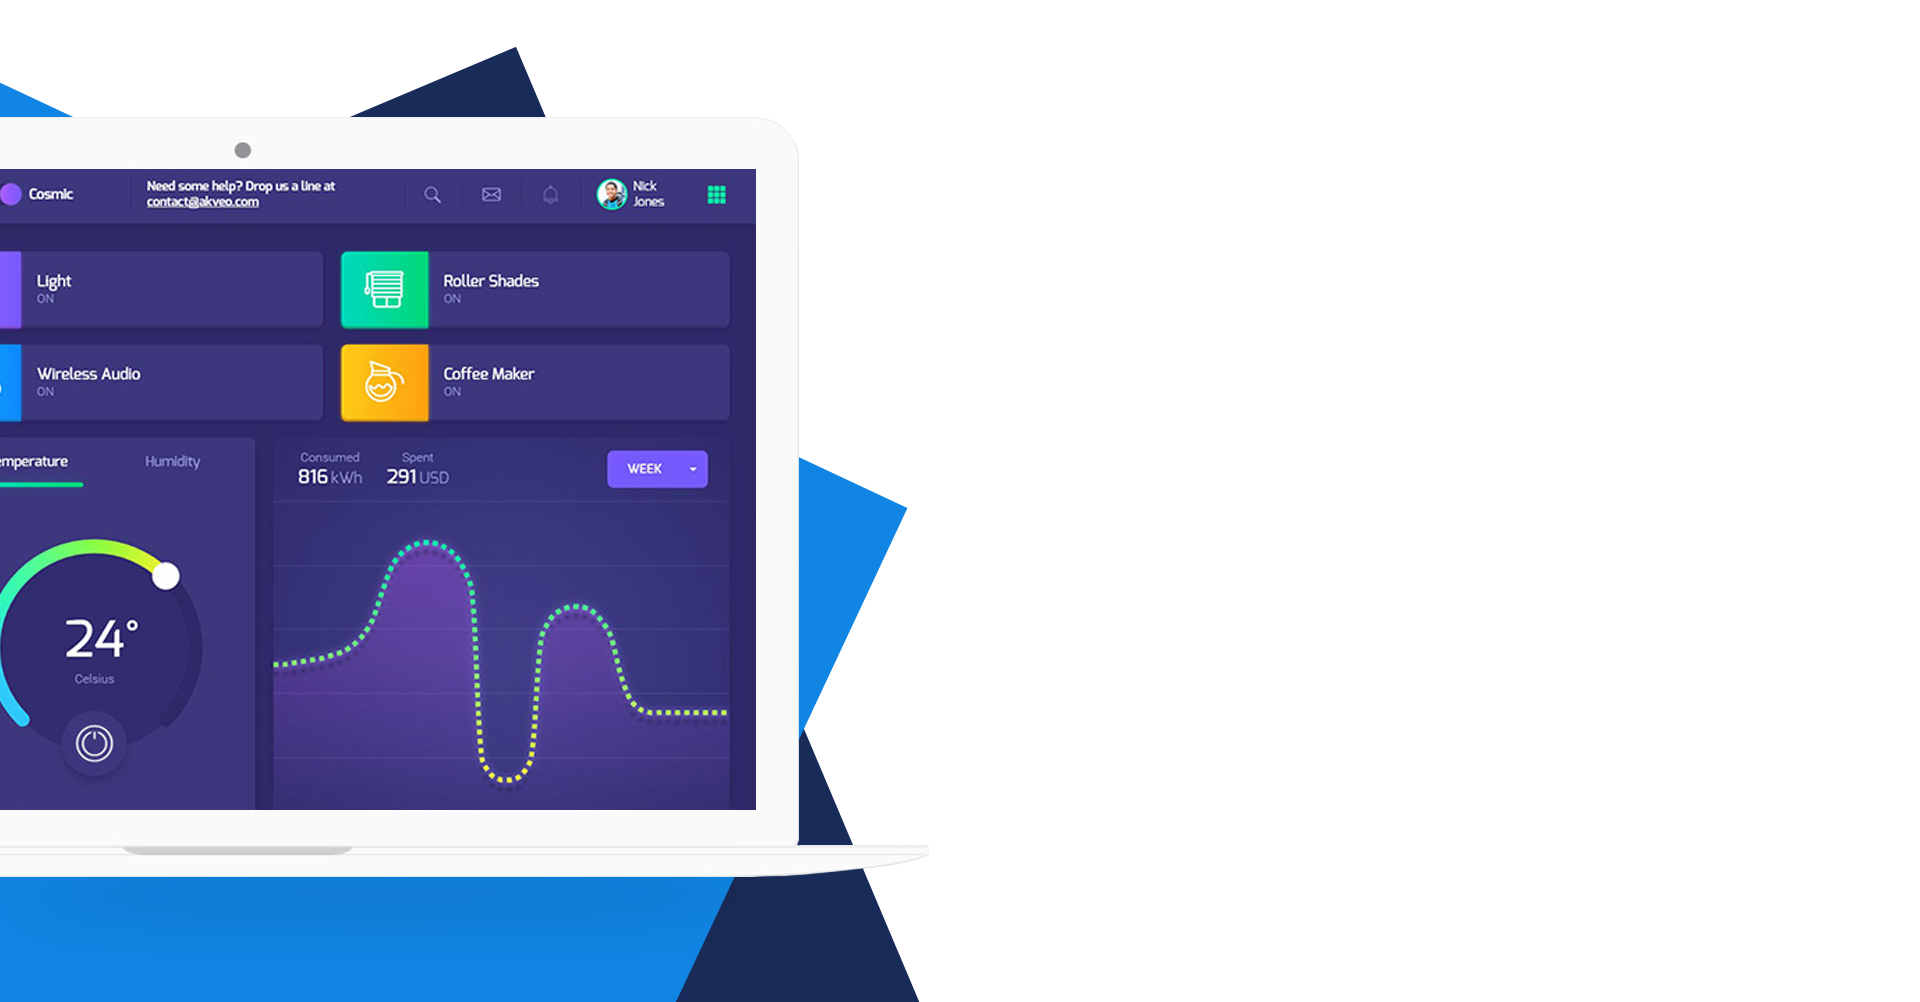 Cosmic
Need some help? Drop us a line at
contact@akveo.com
Nick
Jones
Light
ON
Roller Shades
ON
Wireless Audio
ON
Coffee Maker
ON
emperature
Humidity
Consumed
816 kWh
Spent
291 USD
WEEK
24°
Celsius